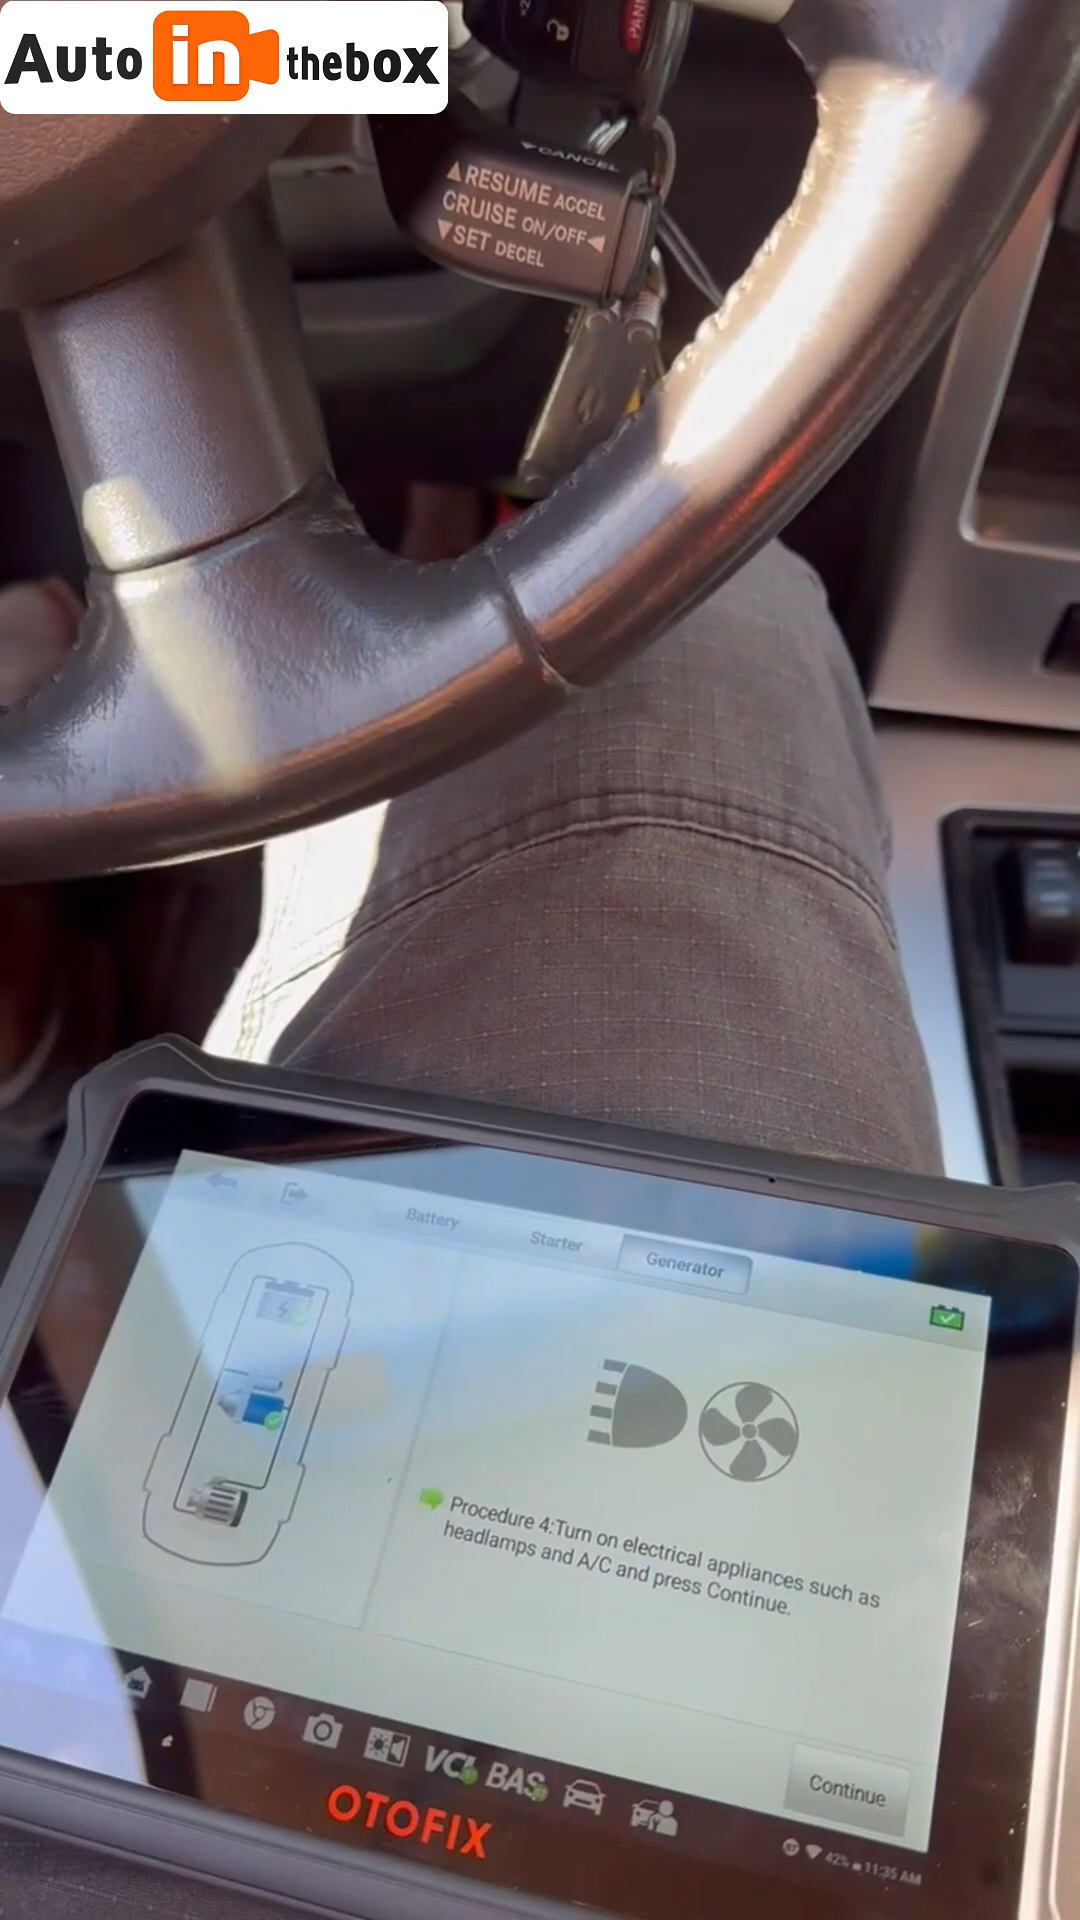 Auto in thebox
PANI
▼CANCEL
▲RESUME ACCEL
CRUISE ON/OFF◀
▼SET DECEL
Battery
Starter
Generator
Procedure 4:Turn on electrical appliances such as
headlamps and A/C and press Continue.
Continue
VCI BAS
OTOFIX
42% 11:35 AM